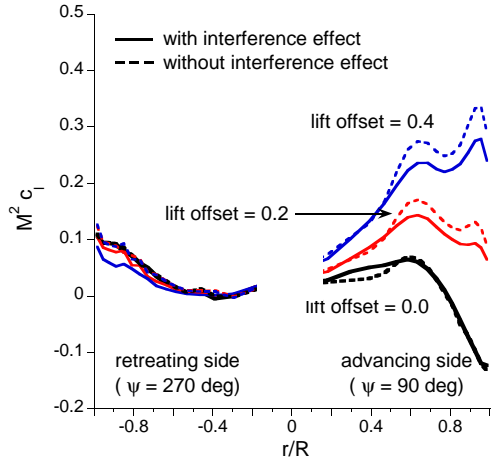 0.5
with interference effect
without interference effect
0.4
lift offset = 0.4
0.3
M² c_l
0.2
lift offset = 0.2
0.1
0
lift offset = 0.0
-0.1
retreating side
( ψ = 270 deg)
advancing side
( ψ = 90 deg)
-0.2
-0.8 -0.4 0 0.4 0.8
r/R